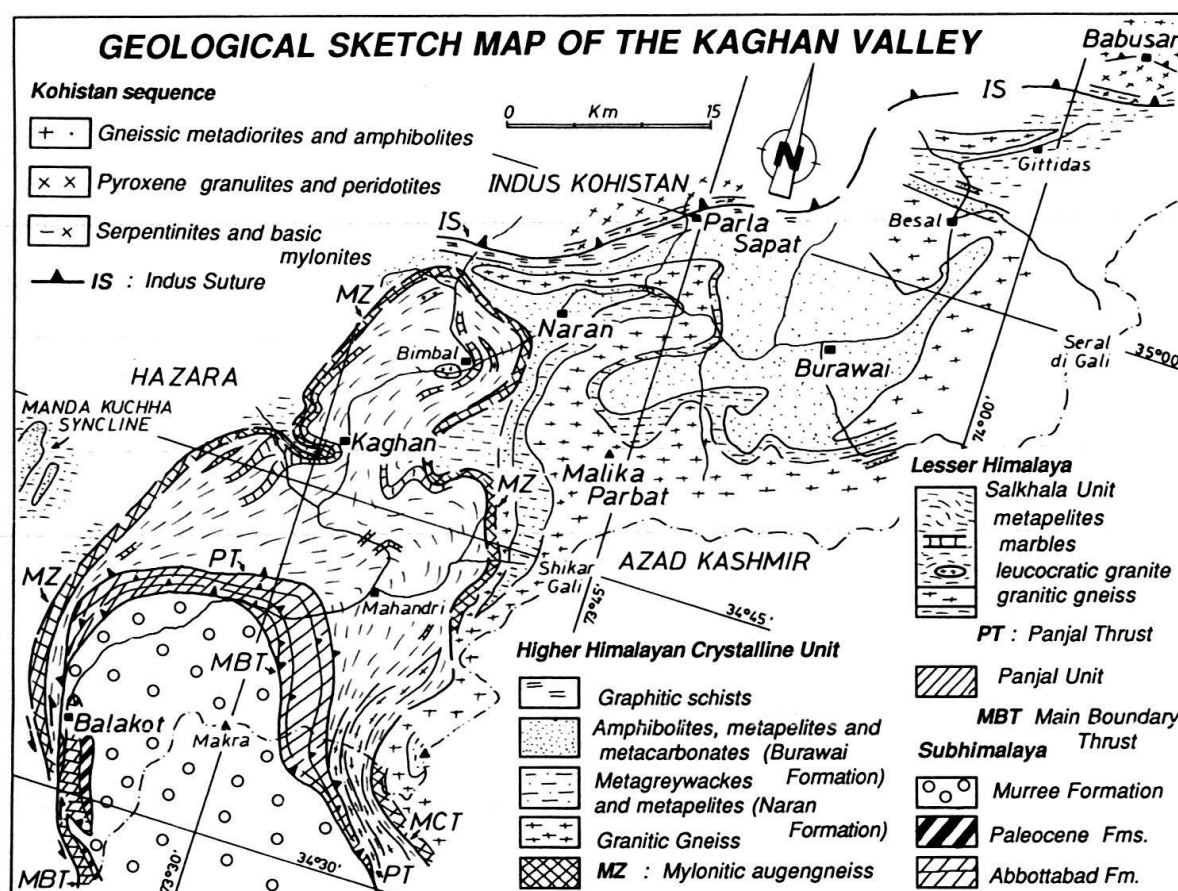 GEOLOGICAL SKETCH MAP OF THE KAGHAN VALLEY
Babusar
Kohistan sequence
Gneissic metadiorites and amphibolites
Pyroxene granulites and peridotites
Serpentinites and basic
mylonites
IS : Indus Suture
0 Km 15
N
IS
Gittidas
INDUS KOHISTAN
Besal
IS
Parla
Sapat
MZ
Naran
Bimbal
Burawai
Seral
di Gali
35°00'
HAZARA
MANDA KUCHHA
SYNCLINE
Kaghan
74°00'
Malika
Parbat
MZ
PT
MZ
Shikar
Gali
AZAD KASHMIR
Mahandri
73°45'
34°45'
MBT
Balakot
Makra
MCT
MBT
73°30'
34°30'
PT
Lesser Himalaya
Salkhala Unit
metapelites
marbles
leucocratic granite
granitic gneiss
PT : Panjal Thrust
Panjal Unit
MBT Main Boundary
Thrust
Subhimalaya
Murree Formation
Paleocene Fms.
Abbottabad Fm.
Higher Himalayan Crystalline Unit
Graphitic schists
Amphibolites, metapelites and
metacarbonates (Burawai
Metagreywackes Formation)
and metapelites (Naran
Granitic Gneiss Formation)
MZ : Mylonitic augengneiss